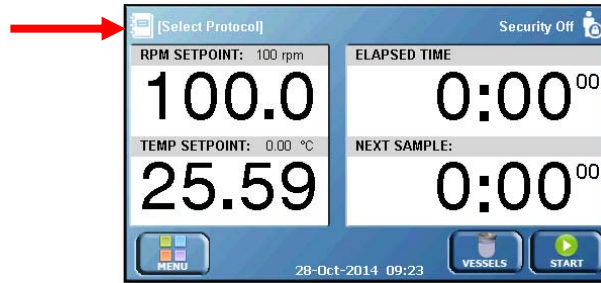 [Select Protocol] Security Off
RPM SETPOINT: 100 rpm
100.0
TEMP SETPOINT: 0.00 °C
25.59
ELAPSED TIME
0:00 00
NEXT SAMPLE:
0:00 00
MENU
28-Oct-2014 09:23
VESSELS
START